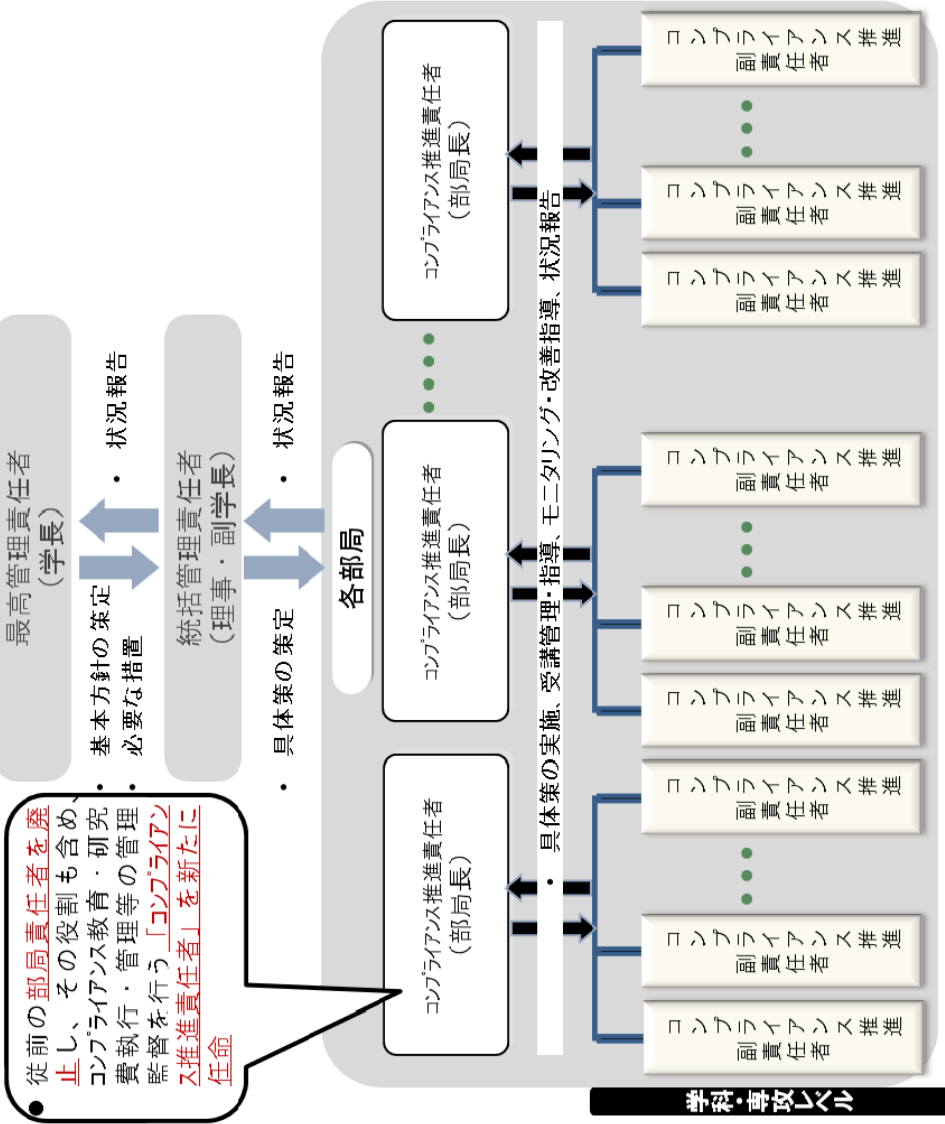 最高管理責任者
（学長）
・ 基本方針の策定
・ 必要な措置
・ 状況報告
統括管理責任者
（理事・副学長）
・ 具体策の策定
・ 状況報告
● 従前の部局責任者を廃
止し、その役割も含め、
コンプライアンス教育・研究
費執行・管理等の管理
監督を行う「コンプライアン
ス推進責任者」を新たに
任命
各部局
コンプライアンス推進責任者
（部局長）
コンプライアンス推進責任者
（部局長）
コンプライアンス推進責任者
（部局長）
・ 具体策の実施、受講管理・指導、モニタリング・改善指導、状況報告
学科・専攻レベル
コンプライアンス推進
副責任者
コンプライアンス推進
副責任者
コンプライアンス推進
副責任者
コンプライアンス推進
副責任者
コンプライアンス推進
副責任者
コンプライアンス推進
副責任者
コンプライアンス推進
副責任者
コンプライアンス推進
副責任者
コンプライアンス推進
副責任者